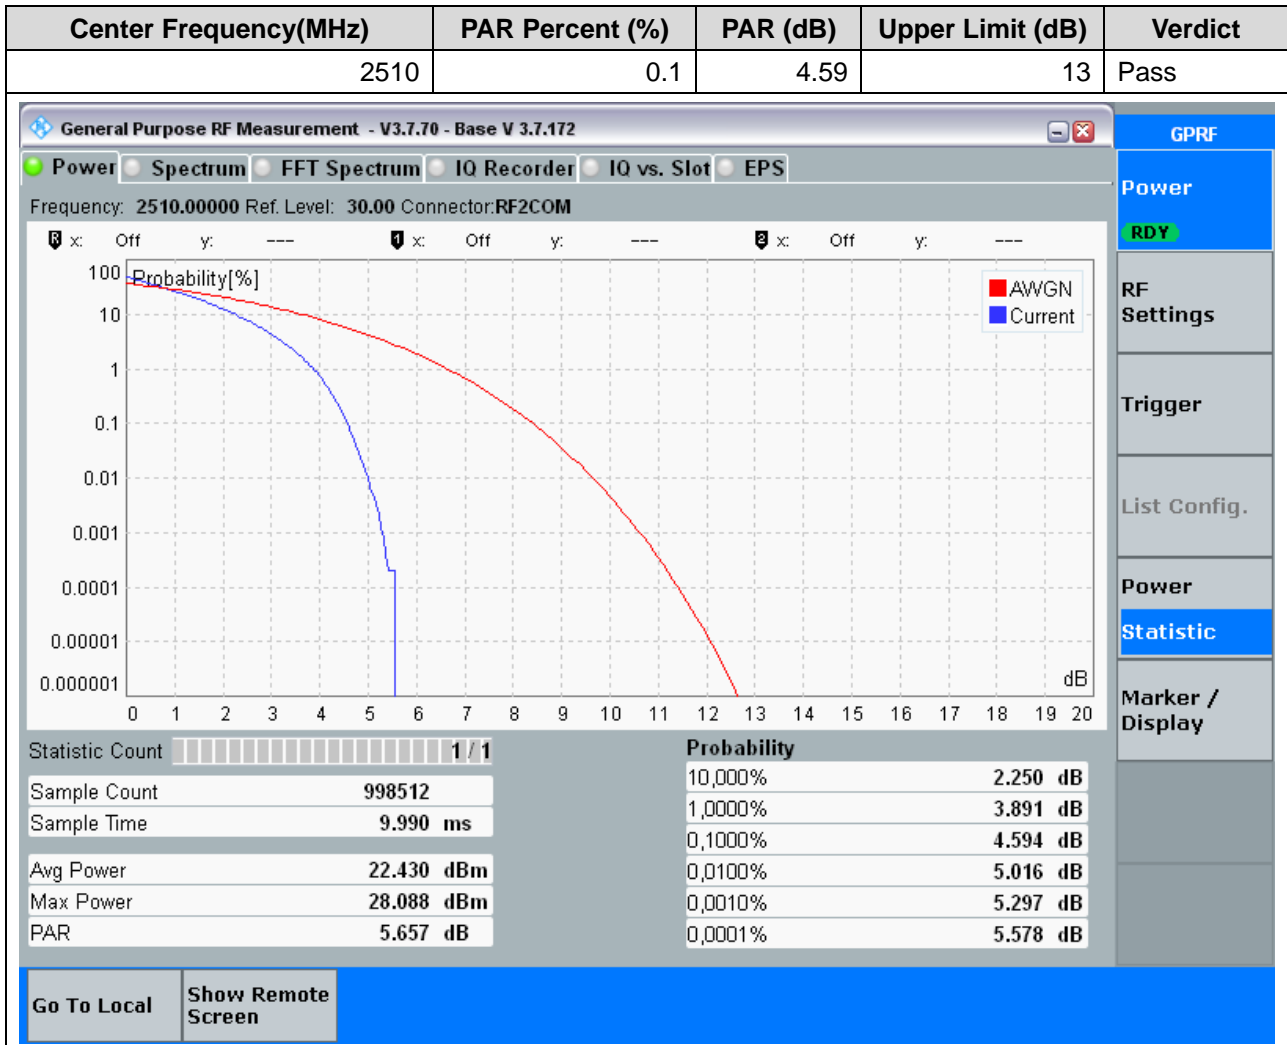 Center Frequency(MHz) PAR Percent (%) PAR (dB) Upper Limit (dB) Verdict
2510 0.1 4.59 13 Pass
General Purpose RF Measurement - V3.7.70 - Base V 3.7.172
GPRF
Power Spectrum FFT Spectrum IQ Recorder IQ vs. Slot EPS
Power
RDY
Frequency: 2510.00000 Ref. Level: 30.00 Connector:RF2COM
R x: Off y: --- 1 x: Off y: --- 2 x: Off y: ---
Probability[%]
AWGN
Current
100
10
1
0.1
0.01
0.001
0.0001
0.00001
0.000001
dB
0 1 2 3 4 5 6 7 8 9 10 11 12 13 14 15 16 17 18 19 20
RF
Settings
Trigger
List Config.
Power
Statistic
Marker /
Display
Statistic Count 1 / 1
Sample Count 998512
Sample Time 9.990 ms
Avg Power 22.430 dBm
Max Power 28.088 dBm
PAR 5.657 dB
Probability
10,000% 2.250 dB
1,0000% 3.891 dB
0,1000% 4.594 dB
0,0100% 5.016 dB
0,0010% 5.297 dB
0,0001% 5.578 dB
Go To Local
Show Remote
Screen